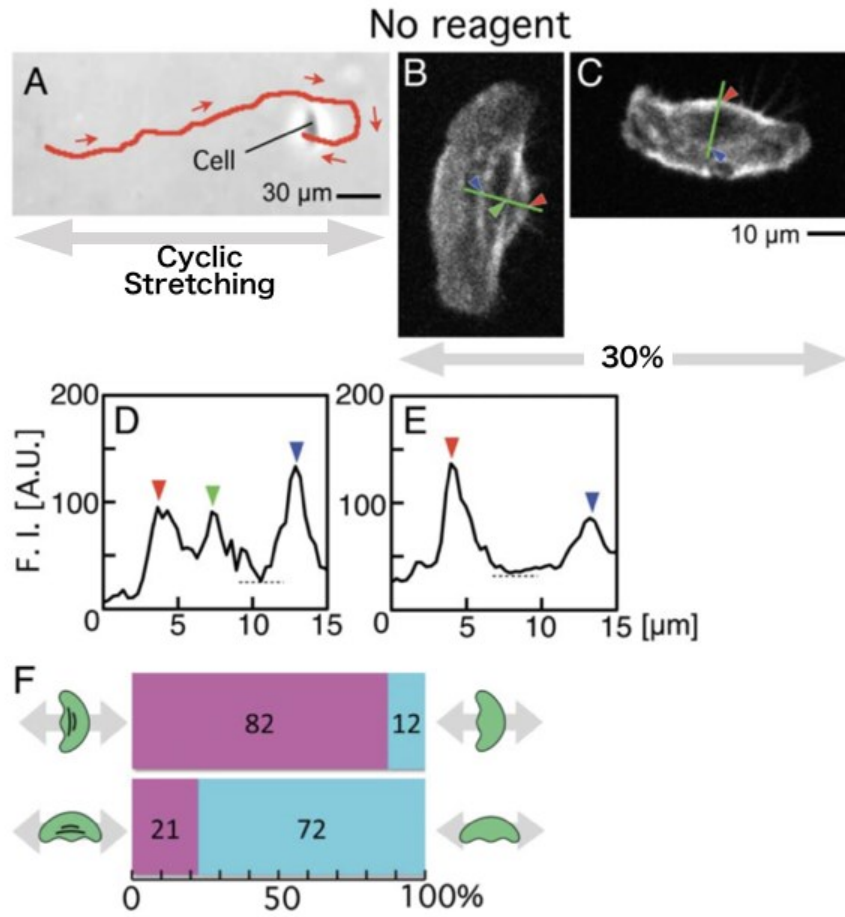 No reagent
A
Cell
30 µm
Cyclic
Stretching
B
C
10 µm
30%
D
E
F. I. [A.U.]
200
100
0
5
10
15
200
100
0
5
10
15
[µm]
F
82
12
21
72
0
50
100%